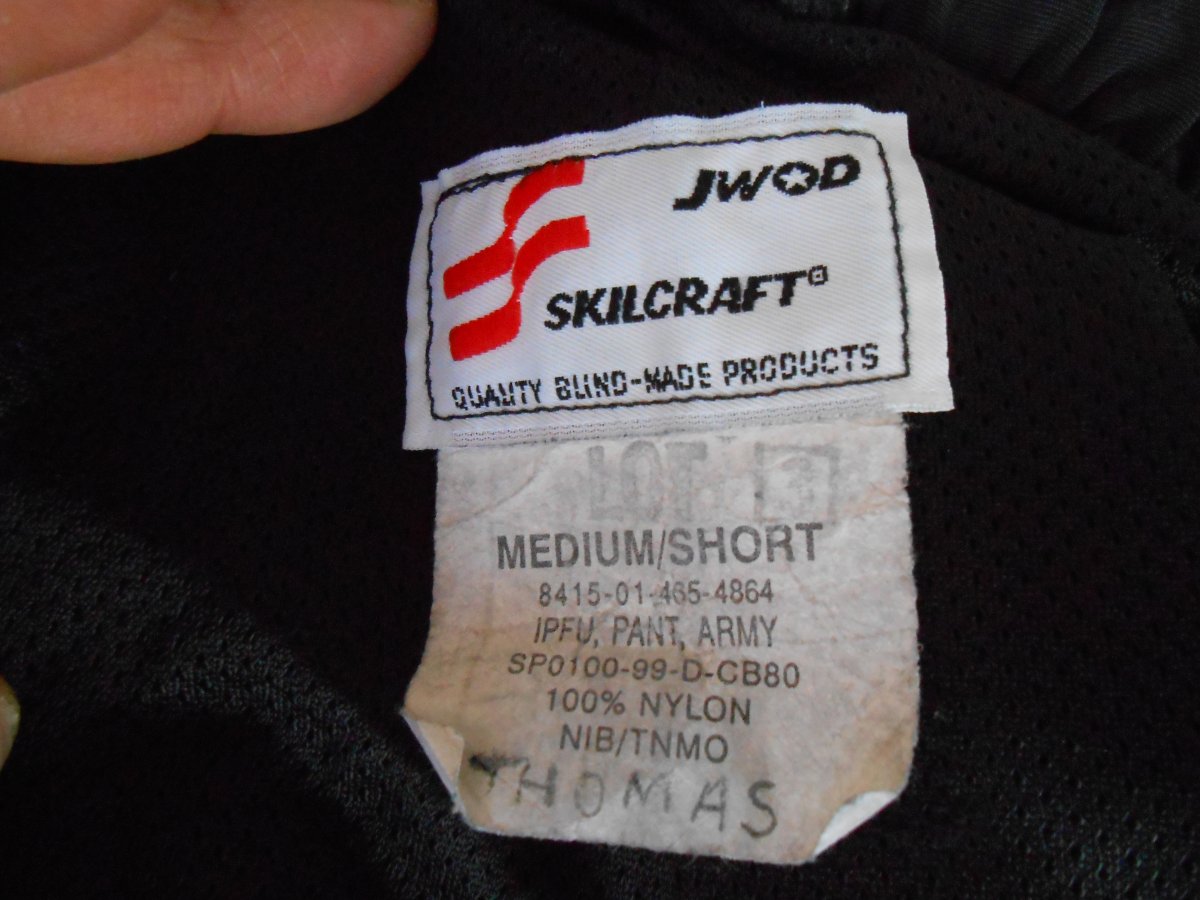 JWOD
SKILCRAFT®
QUALITY BLIND-MADE PRODUCTS
LOT 3
MEDIUM/SHORT
8415-01-465-4864
IPFU, PANT, ARMY
SP0100-99-D-CB80
100% NYLON
NIB/TNMO
THOMAS